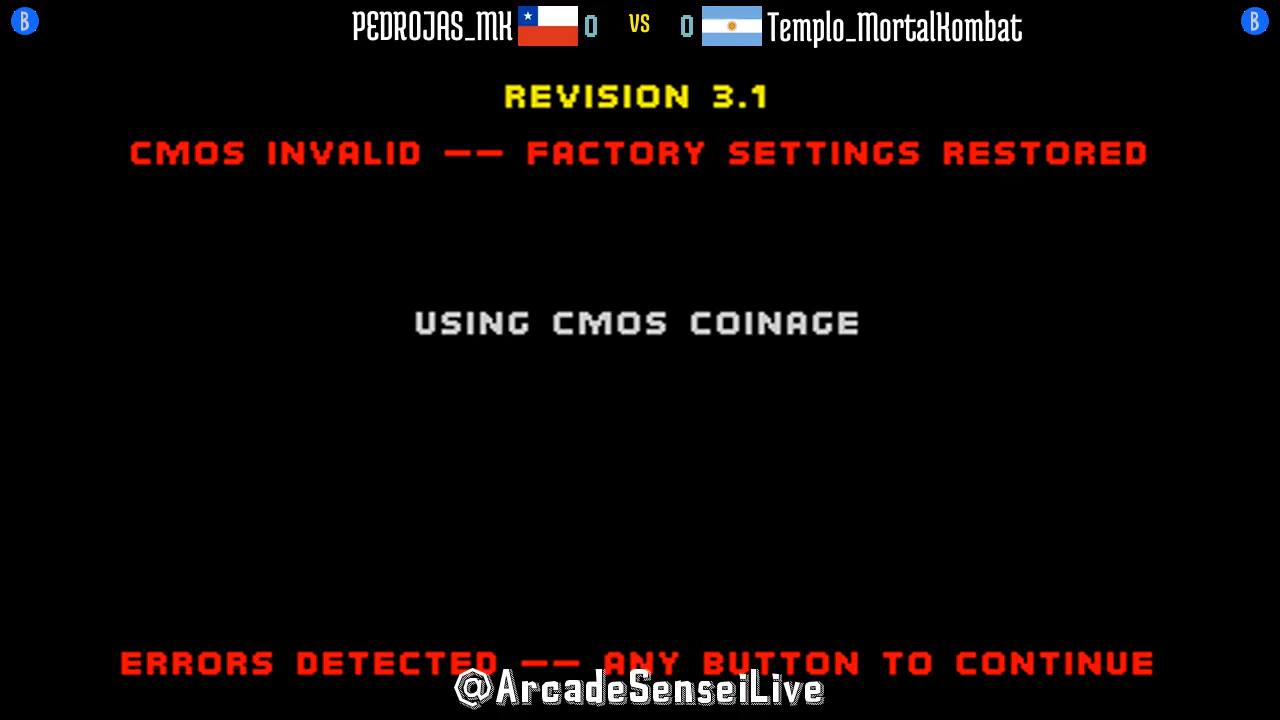 B PEDROJAS_MK 0 VS 0 Templo_MortalKombat B
REVISION 3.1
CMOS INVALID -- FACTORY SETTINGS RESTORED
USING CMOS COINAGE
ERRORS DETECTED -- ANY BUTTON TO CONTINUE
@ArcadeSenseiLive